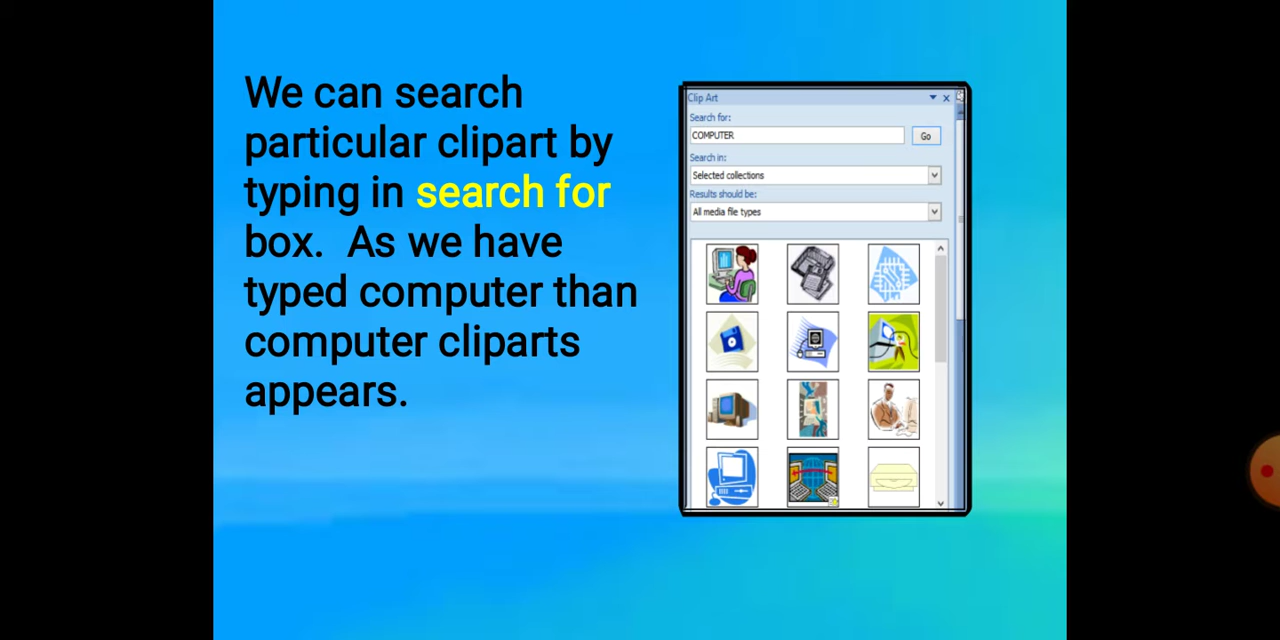 We can search
particular clipart by
typing in search for
box.  As we have
typed computer than
computer cliparts
appears.
Clip Art
Search for:
COMPUTER
Go
Search in:
Selected collections
Results should be:
All media file types